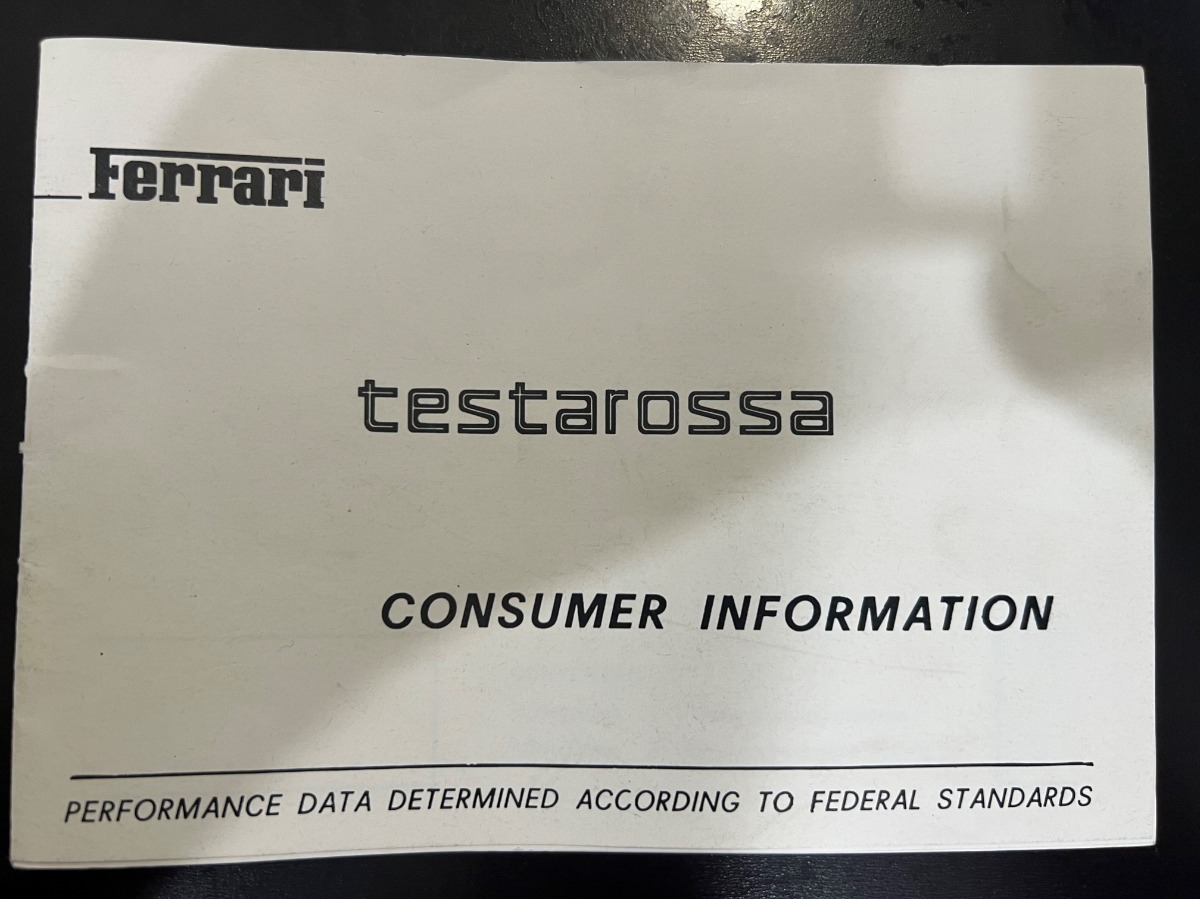 Ferrari
testarossa
CONSUMER INFORMATION
PERFORMANCE DATA DETERMINED ACCORDING TO FEDERAL STANDARDS